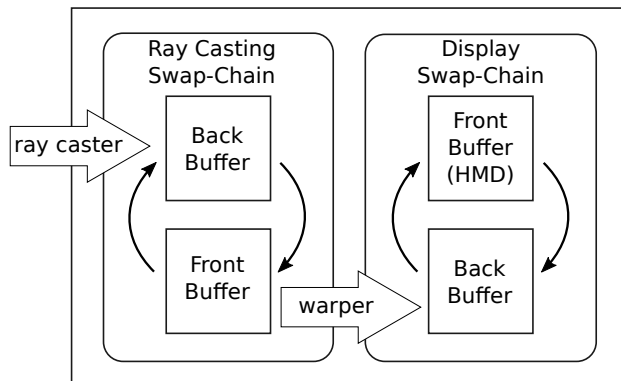 Ray Casting
Swap-Chain
Back
Buffer
ray caster
Front
Buffer
warper
Display
Swap-Chain
Front
Buffer
(HMD)
Back
Buffer